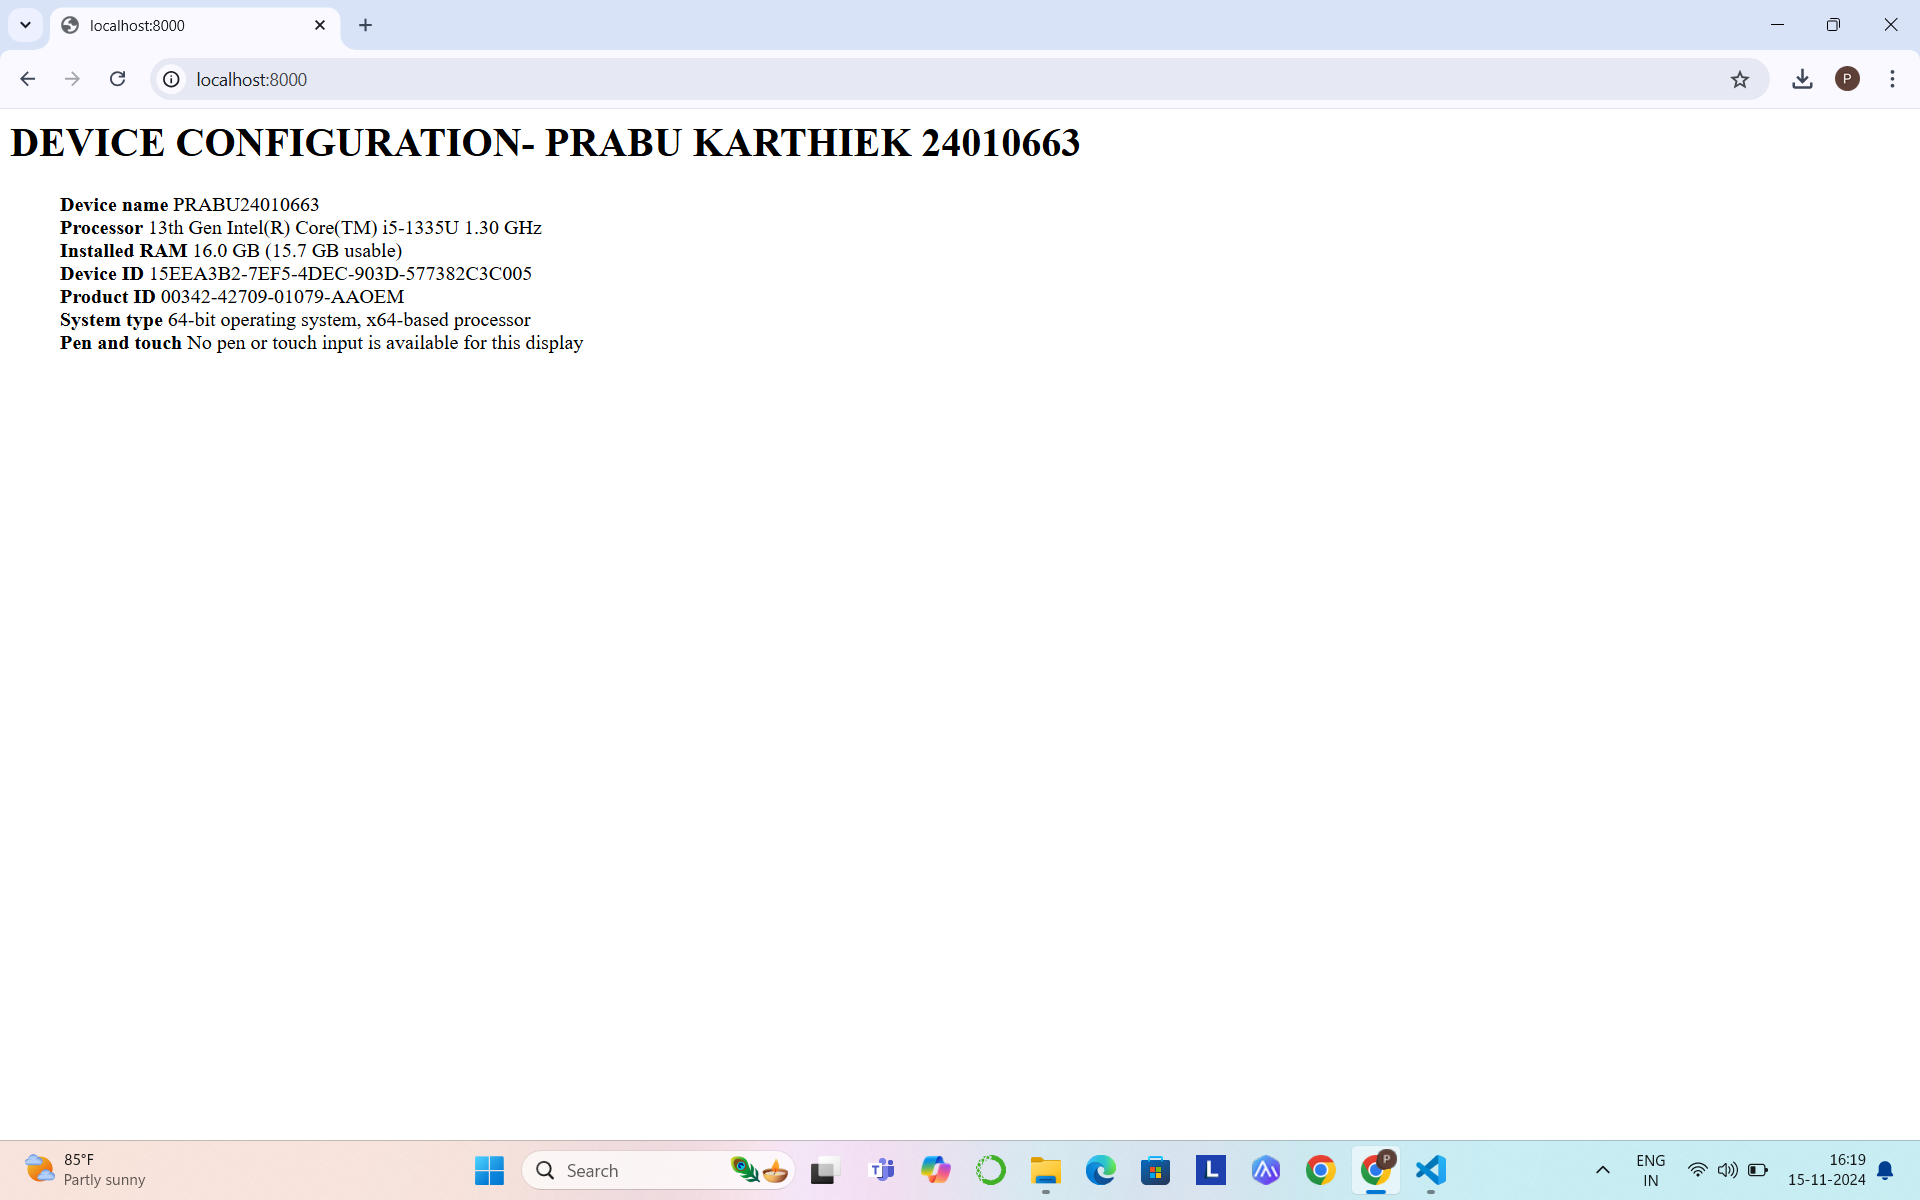 localhost:8000
localhost:8000
P
DEVICE CONFIGURATION- PRABU KARTHIEK 24010663
Device name PRABU24010663
Processor 13th Gen Intel(R) Core(TM) i5-1335U 1.30 GHz
Installed RAM 16.0 GB (15.7 GB usable)
Device ID 15EEA3B2-7EF5-4DEC-903D-577382C3C005
Product ID 00342-42709-01079-AAOEM
System type 64-bit operating system, x64-based processor
Pen and touch No pen or touch input is available for this display
85°F
Partly sunny
Search
T
L
P
ENG
IN
16:19
15-11-2024